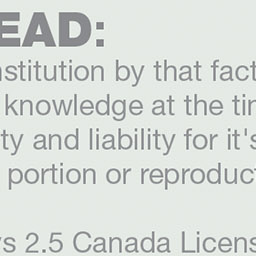 EAD:
nstitution by that fact
knowledge at the tir
ty and liability for it's
portion or reproduct
s 2.5 Canada Licens